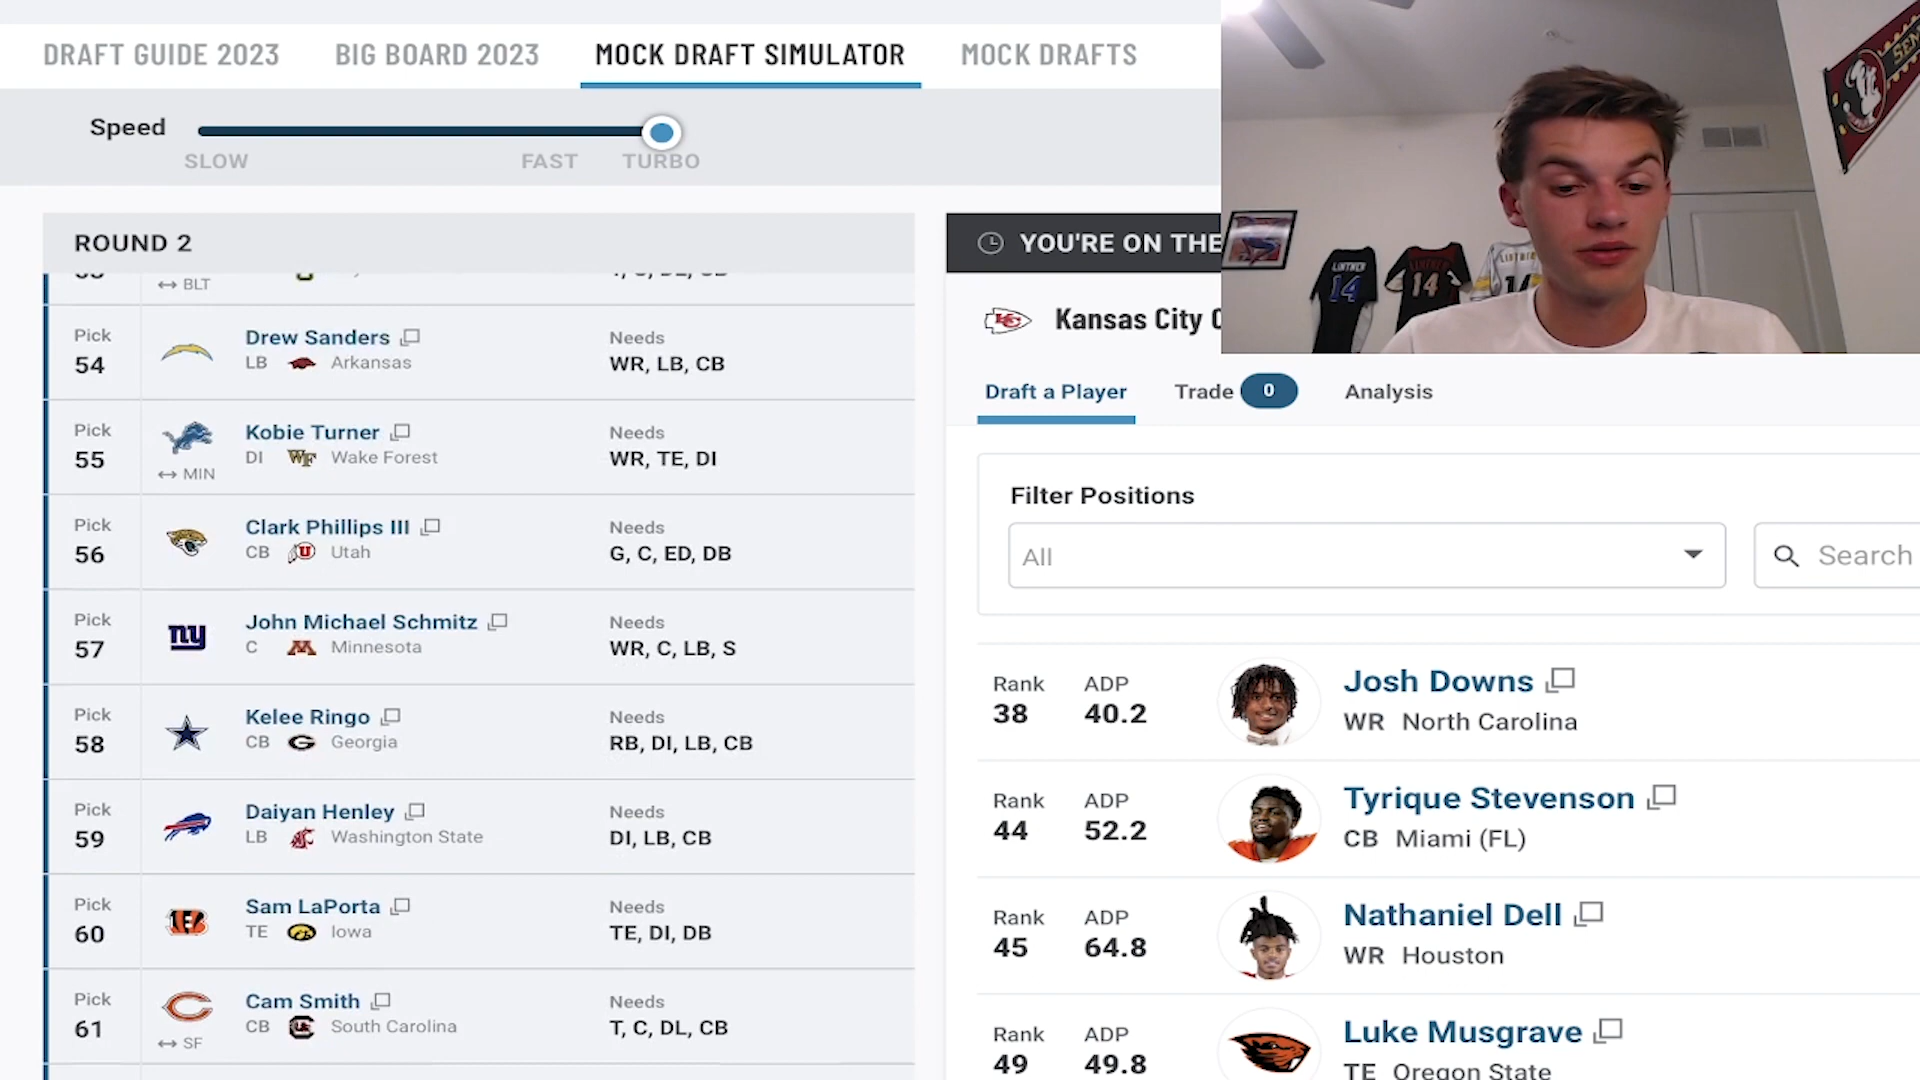 DRAFT GUIDE 2023
BIG BOARD 2023
MOCK DRAFT SIMULATOR
MOCK DRAFTS
Speed
SLOW
FAST
TURBO
ROUND 2
↔ BLT
Pick
54
Drew Sanders
LB Arkansas
Needs
WR, LB, CB
Pick
55
↔ MIN
Kobie Turner
DI WF Wake Forest
Needs
WR, TE, DI
Pick
56
Clark Phillips III
CB U Utah
Needs
G, C, ED, DB
Pick
57
ny
John Michael Schmitz
C M Minnesota
Needs
WR, C, LB, S
Pick
58
Kelee Ringo
CB G Georgia
Needs
RB, DI, LB, CB
Pick
59
Daiyan Henley
LB Washington State
Needs
DI, LB, CB
Pick
60
Sam LaPorta
TE Iowa
Needs
TE, DI, DB
Pick
61
↔ SF
Cam Smith
CB South Carolina
Needs
T, C, DL, CB
YOU'RE ON THE
KC
Kansas City
Draft a Player
Trade 0
Analysis
Filter Positions
All
Search
Rank
38
ADP
40.2
Josh Downs
WR North Carolina
Rank
44
ADP
52.2
Tyrique Stevenson
CB Miami (FL)
Rank
45
ADP
64.8
Nathaniel Dell
WR Houston
Rank
49
ADP
49.8
Luke Musgrave
TE Oregon State
LINTNER
14
LINTNER
14
LINTNER
14
SEM